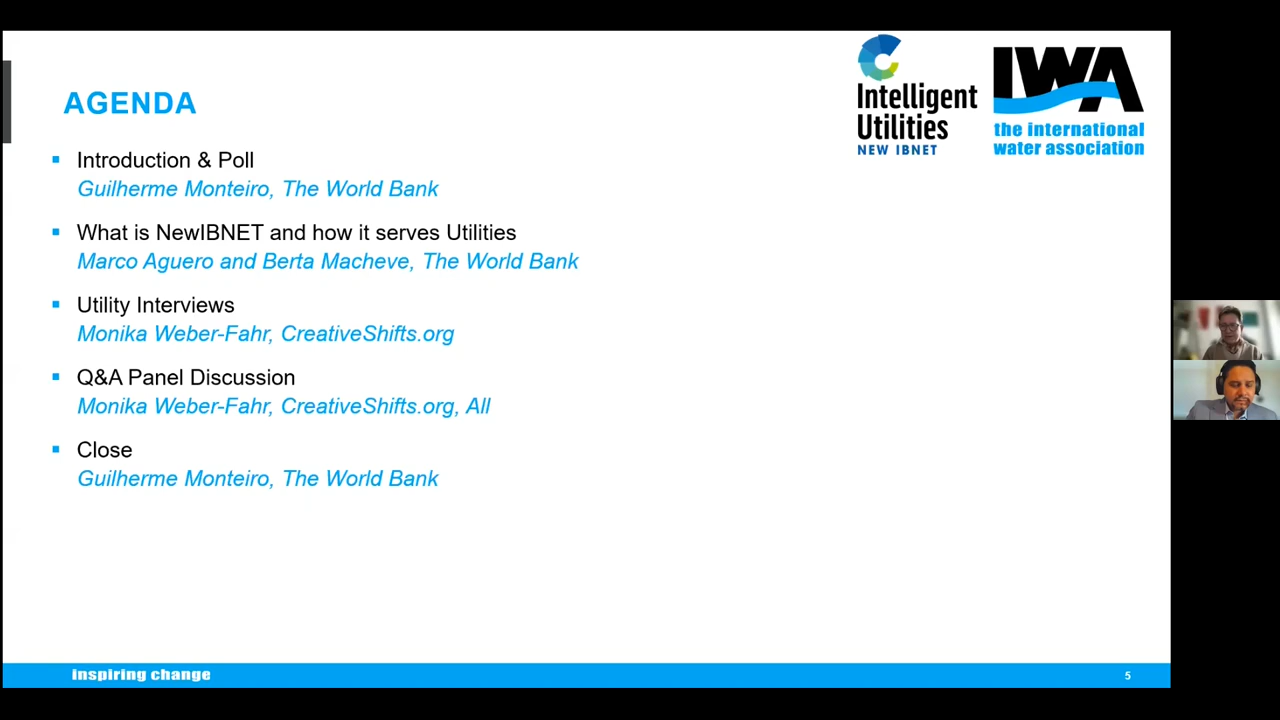 AGENDA
Introduction & Poll
Guilherme Monteiro, The World Bank
What is NewIBNET and how it serves Utilities
Marco Aguero and Berta Macheve, The World Bank
Utility Interviews
Monika Weber-Fahr, CreativeShifts.org
Q&A Panel Discussion
Monika Weber-Fahr, CreativeShifts.org, All
Close
Guilherme Monteiro, The World Bank
Intelligent
Utilities
NEW IBNET
IWA
the international
water association
inspiring change
5